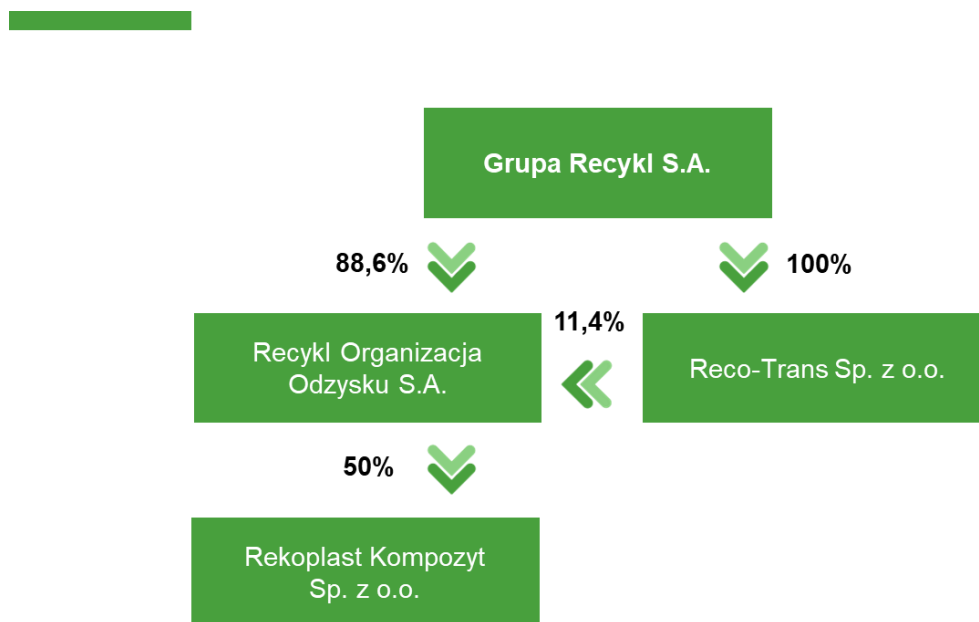 Grupa Recykl S.A.
88,6%
100%
11,4%
Recykl Organizacja
Odzysku S.A.
Reco-Trans Sp. z o.o.
50%
Rekoplast Kompozyt
Sp. z o.o.